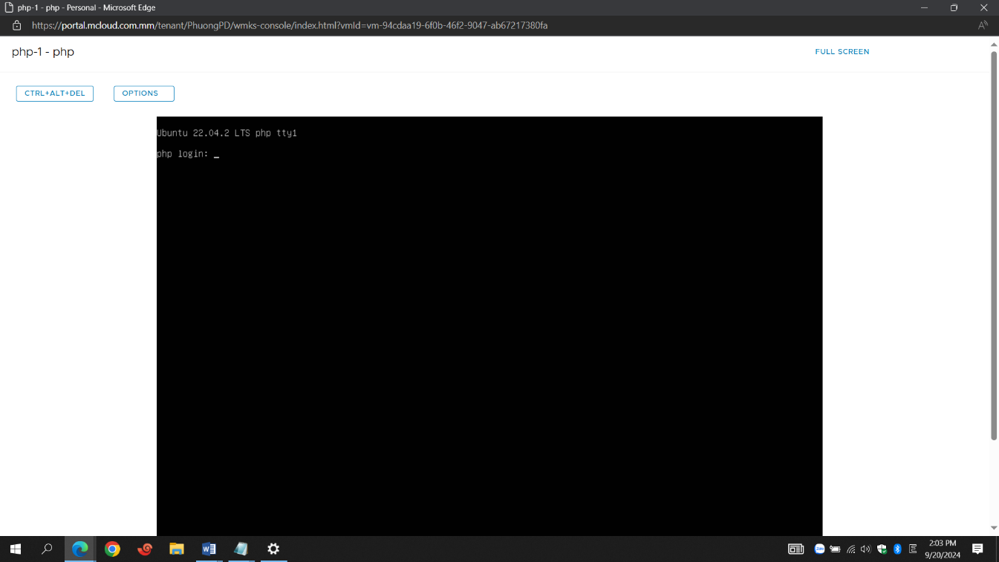 php-1 - php - Personal - Microsoft Edge
https://portal.mcloud.com.mm/tenant/PhuongPD/wmks-console/index.html?vmId=vm-94cdaa19-6f0b-46f2-9047-ab67217380fa
php-1 - php
FULL SCREEN
CTRL+ALT+DEL
OPTIONS
Ubuntu 22.04.2 LTS php tty1
php login: _
2:03 PM
9/20/2024